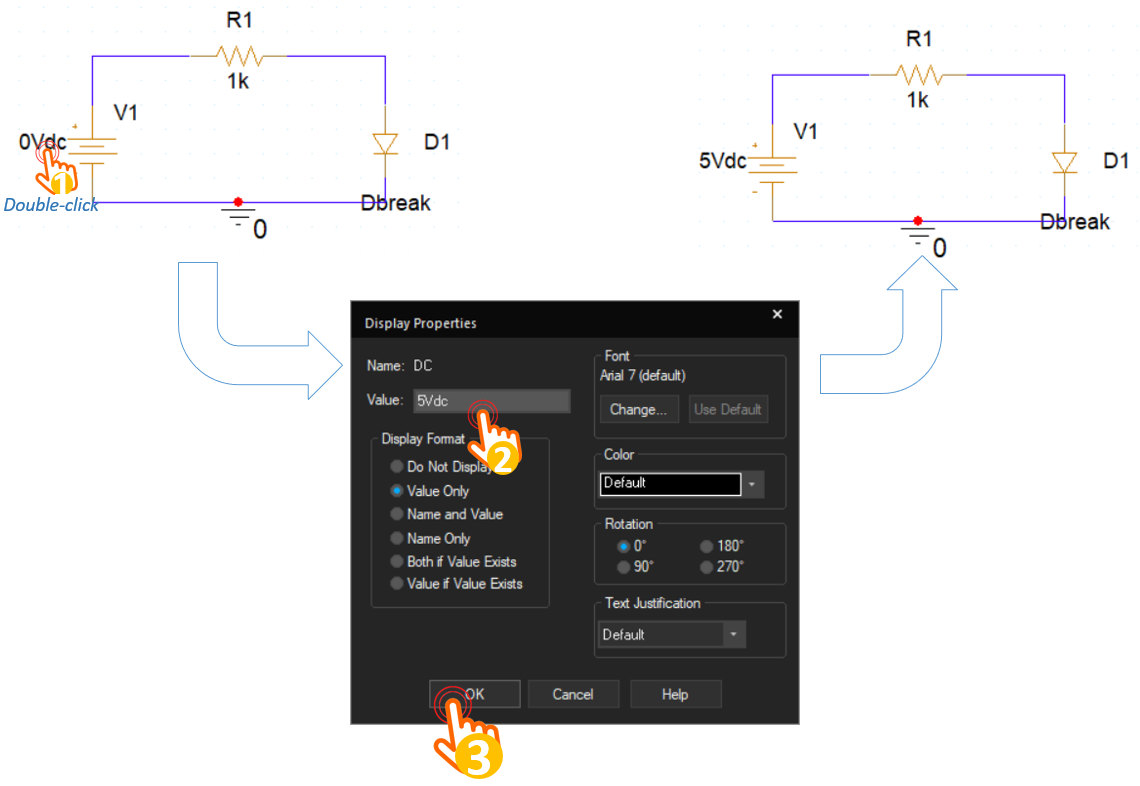 R1
1k
V1
+
0Vdc
-
D1
1
Double-click
Dbreak
0
R1
1k
V1
+
5Vdc
-
D1
Dbreak
0
Display Properties
×
Name: DC
Value: 5Vdc
2
Display Format
Do Not Display
Value Only
Name and Value
Name Only
Both if Value Exists
Value if Value Exists
Font
Arial 7 (default)
Change...
Use Default
Color
Default
Rotation
0° 180°
90° 270°
Text Justification
Default
OK Cancel Help
3